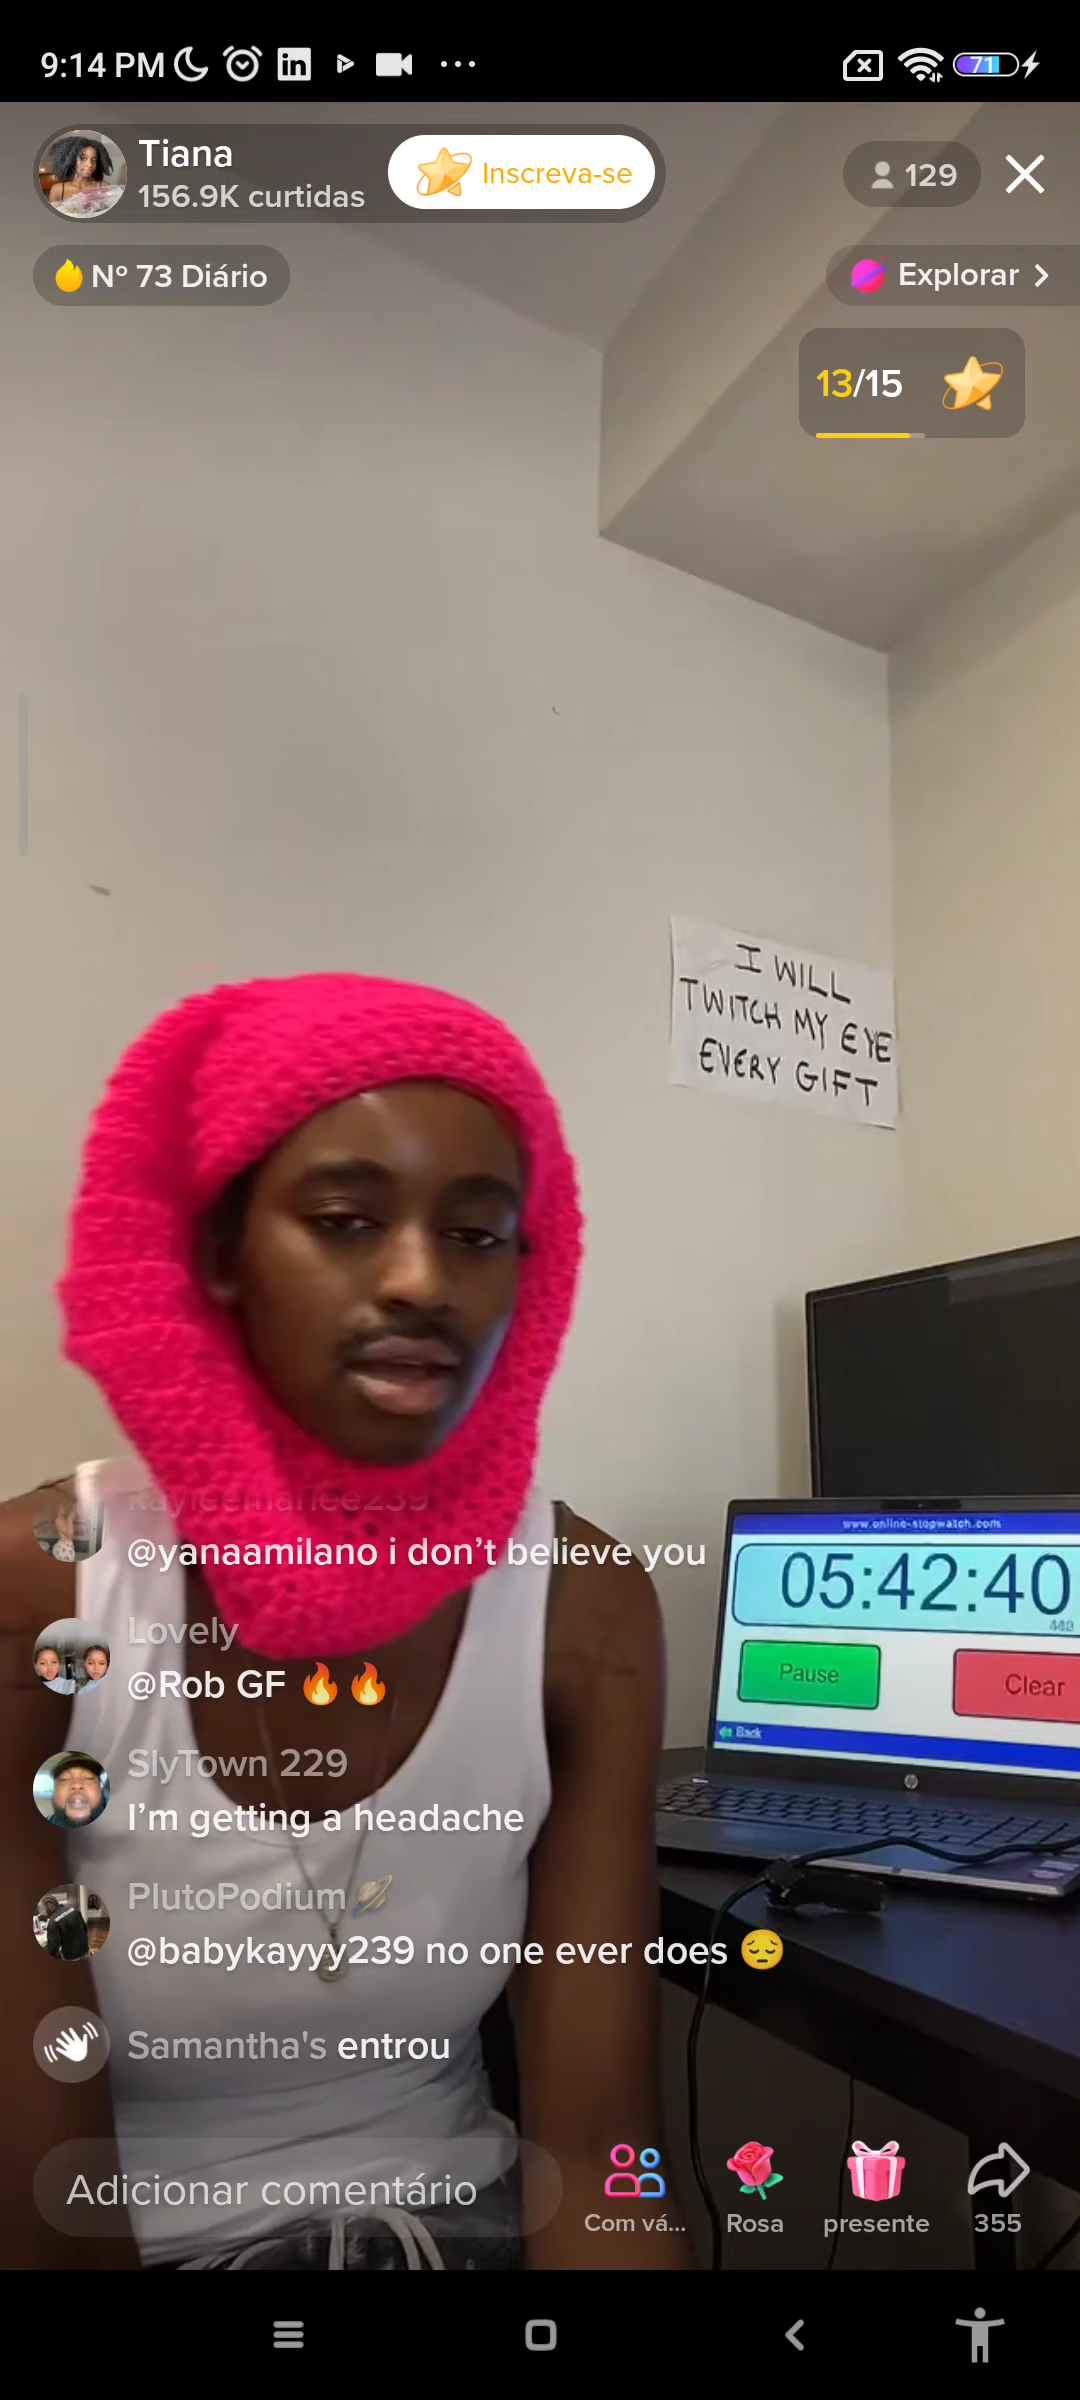 9:14 PM
71
Tiana
156.9K curtidas
Inscreva-se
129
Nº 73 Diário
Explorar
13/15
I WILL
TWITCH MY EYE
EVERY GIFT
www.online-stopwatch.com
05:42:40
Pause
Clear
Back
@yanaamilano i don't believe you
Lovely
@Rob GF 🔥🔥
SlyTown 229
I'm getting a headache
PlutoPodium🪐
@babykayyy239 no one ever does 😔
Samantha's entrou
Adicionar comentário
Com vá...
Rosa
presente
355